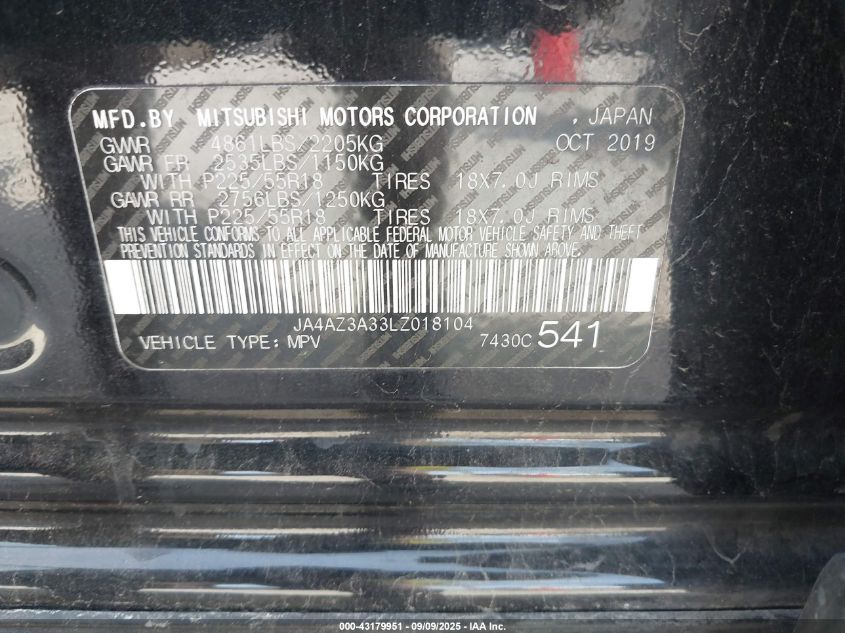 MFD.BY MITSUBISHI MOTORS CORPORATION , JAPAN
GVWR 4861LBS/2205KG OCT 2019
GAWR FR 2535LBS/1150KG
WITH P225/55R18 TIRES 18X7.0J RIMS
GAWR RR 2756LBS/1250KG
WITH P225/55R18 TIRES 18X7.0J RIMS
THIS VEHICLE CONFORMS TO ALL APPLICABLE FEDERAL MOTOR VEHICLE SAFETY AND THEFT
PREVENTION STANDARDS IN EFFECT ON THE DATE OF MANUFACTURE SHOWN ABOVE.
JA4AZ3A33LZ018104
VEHICLE TYPE: MPV 7430C 541
000-43179951 - 09/09/2025 - IAA Inc.